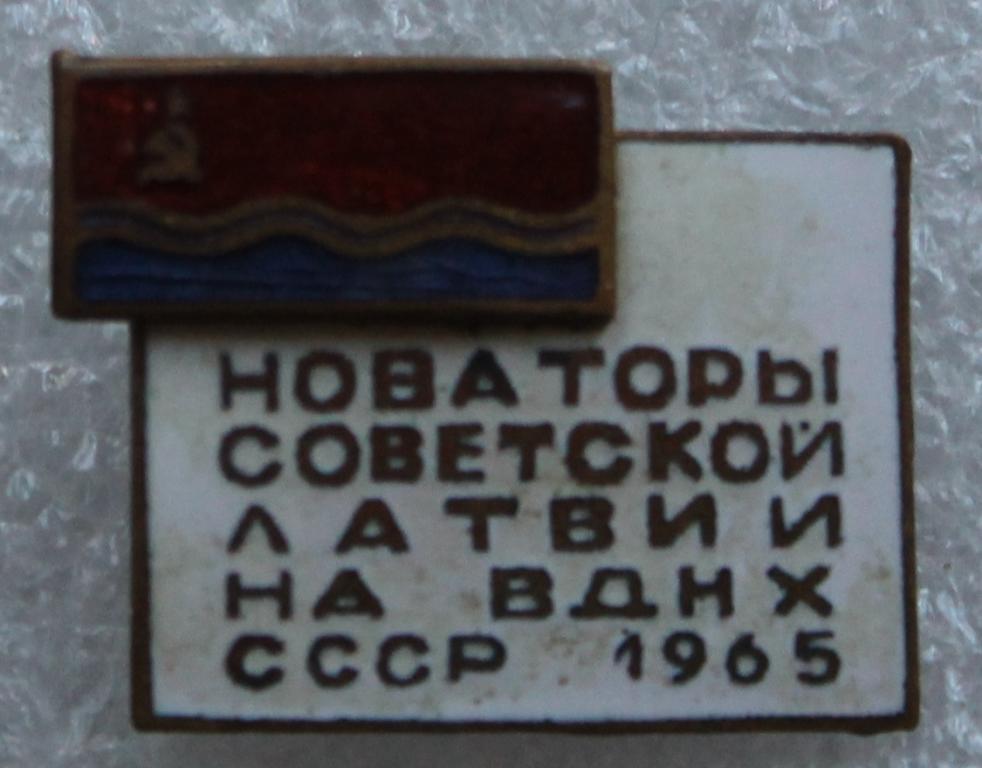 НОВАТОРЫ
СОВЕТСКОЙ
ЛАТВИИ
НА ВДНХ
СССР 1965